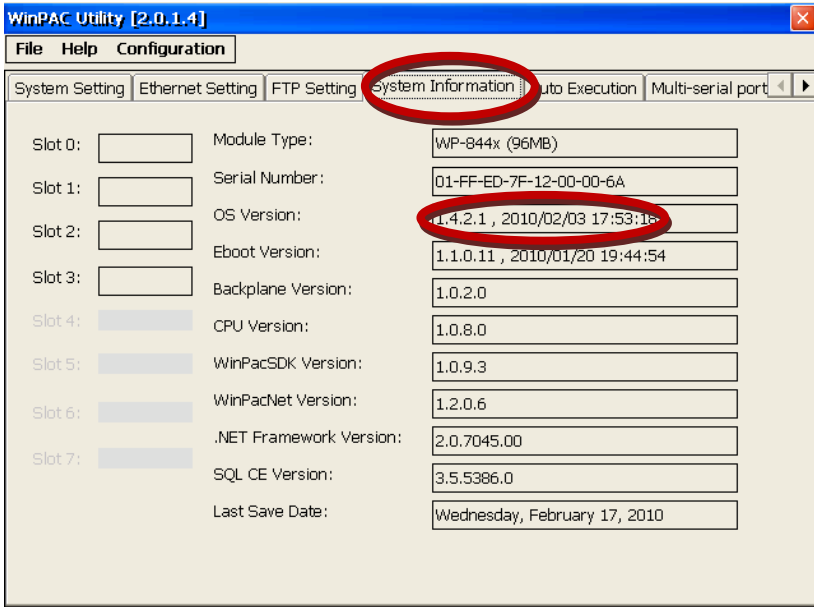 WinPAC Utility [2.0.1.4]
File Help Configuration
System Setting Ethernet Setting FTP Setting System Information uto Execution Multi-serial port
Slot 0:
Slot 1:
Slot 2:
Slot 3:
Slot 4:
Slot 5:
Slot 6:
Slot 7:
Module Type: WP-844x (96MB)
Serial Number: 01-FF-ED-7F-12-00-00-6A
OS Version: 1.4.2.1 , 2010/02/03 17:53:18
Eboot Version: 1.1.0.11 , 2010/01/20 19:44:54
Backplane Version: 1.0.2.0
CPU Version: 1.0.8.0
WinPacSDK Version: 1.0.9.3
WinPacNet Version: 1.2.0.6
.NET Framework Version: 2.0.7045.00
SQL CE Version: 3.5.5386.0
Last Save Date: Wednesday, February 17, 2010